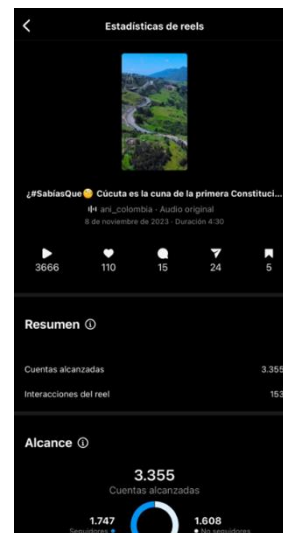 Estadísticas de reels
¿#SabíasQue🧐 Cúcuta es la cuna de la primera Constituci...
ani_colombia - Audio original
8 de noviembre de 2023 · Duración 4:30
3666 110 15 24 5
Resumen
Cuentas alcanzadas 3.355
Interacciones del reel 153
Alcance
3.355
Cuentas alcanzadas
1.747 1.608
Seguidores No seguidores